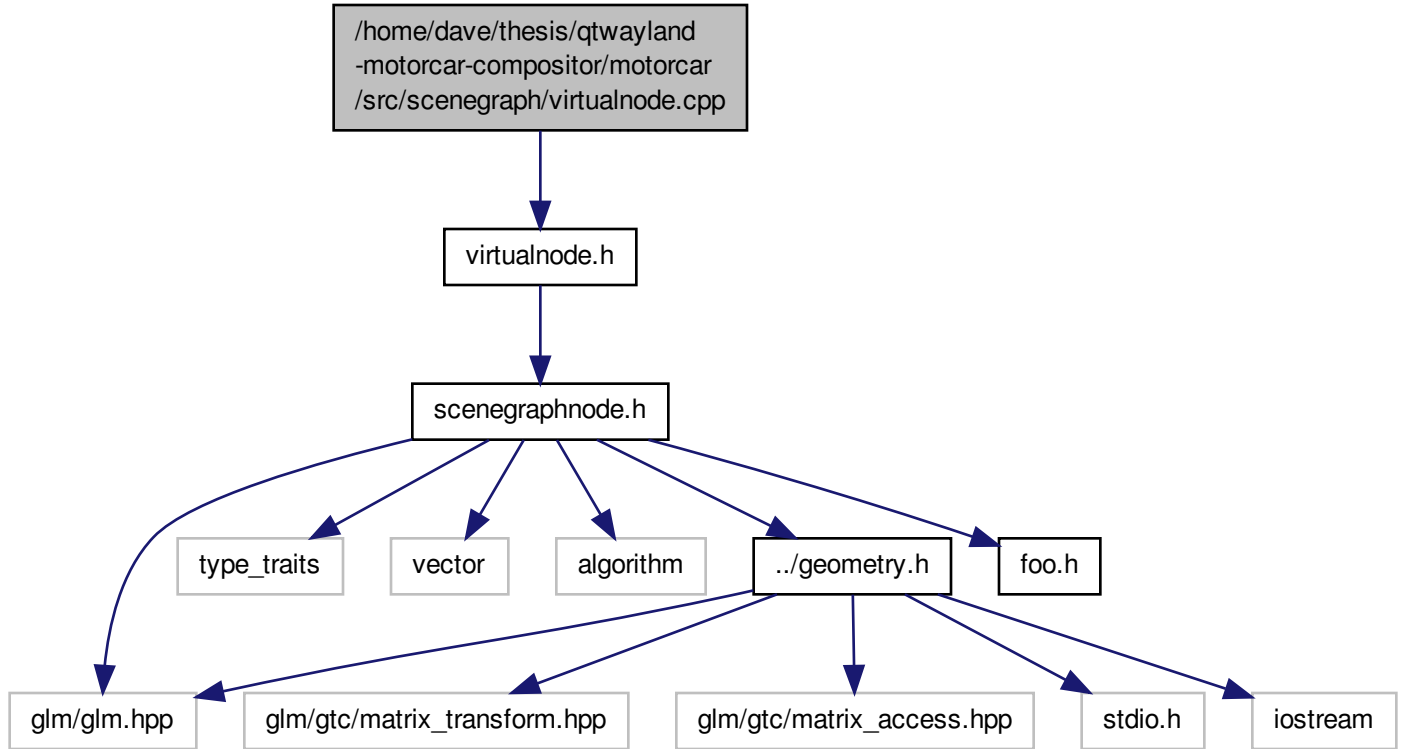 /home/dave/thesis/qtwayland
-motorcar-compositor/motorcar
/src/scenegraph/virtualnode.cpp
virtualnode.h
scenegraphnode.h
type_traits
vector
algorithm
../geometry.h
foo.h
glm/glm.hpp
glm/gtc/matrix_transform.hpp
glm/gtc/matrix_access.hpp
stdio.h
iostream